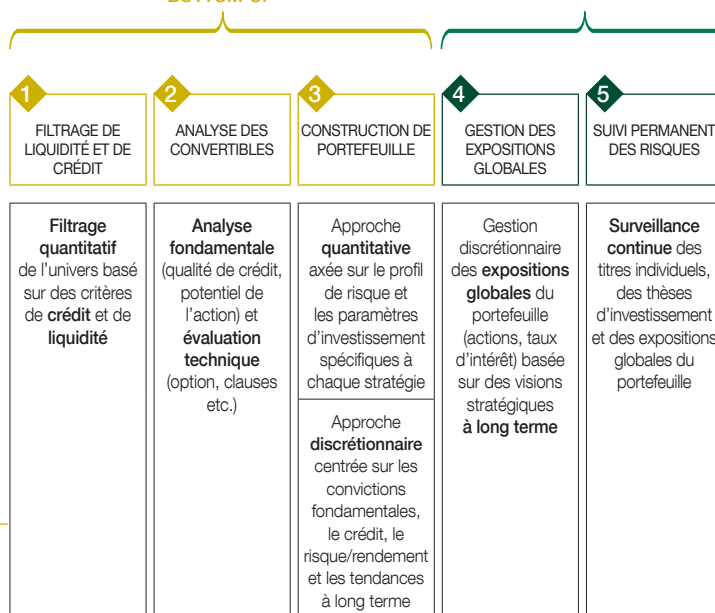 1
FILTRAGE DE
LIQUIDITÉ ET DE
CRÉDIT
2
ANALYSE DES
CONVERTIBLES
3
CONSTRUCTION DE
PORTEFEUILLE
4
GESTION DES
EXPOSITIONS
GLOBALES
5
SUIVI PERMANENT
DES RISQUES
Filtrage
quantitatif
de l'univers basé
sur des critères
de crédit et de
liquidité
Analyse
fondamentale
(qualité de crédit,
potentiel de
l'action) et
évaluation
technique
(option, clauses
etc.)
Approche
quantitative
axée sur le profil
de risque et
les paramètres
d'investissement
spécifiques à
chaque stratégie
Approche
discrétionnaire
centrée sur les
convictions
fondamentales,
le crédit, le
risque/rendement
et les tendances
à long terme
Gestion
discrétionnaire
des expositions
globales du
portefeuille
(actions, taux
d'intérêt) basée
sur des visions
stratégiques
à long terme
Surveillance
continue des
titres individuels,
des thèses
d'investissement
et des expositions
globales du
portefeuille